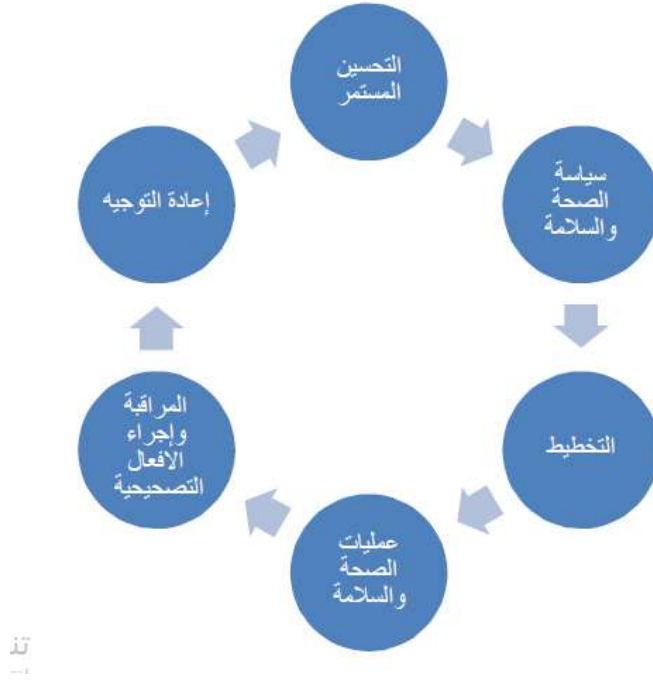 التحسين
المستمر
سياسة
الصحة
والسلامة
التخطيط
عمليات
الصحة
والسلامة
المراقبة
وإجراء
الافعال
التصحيحية
إعادة التوجيه